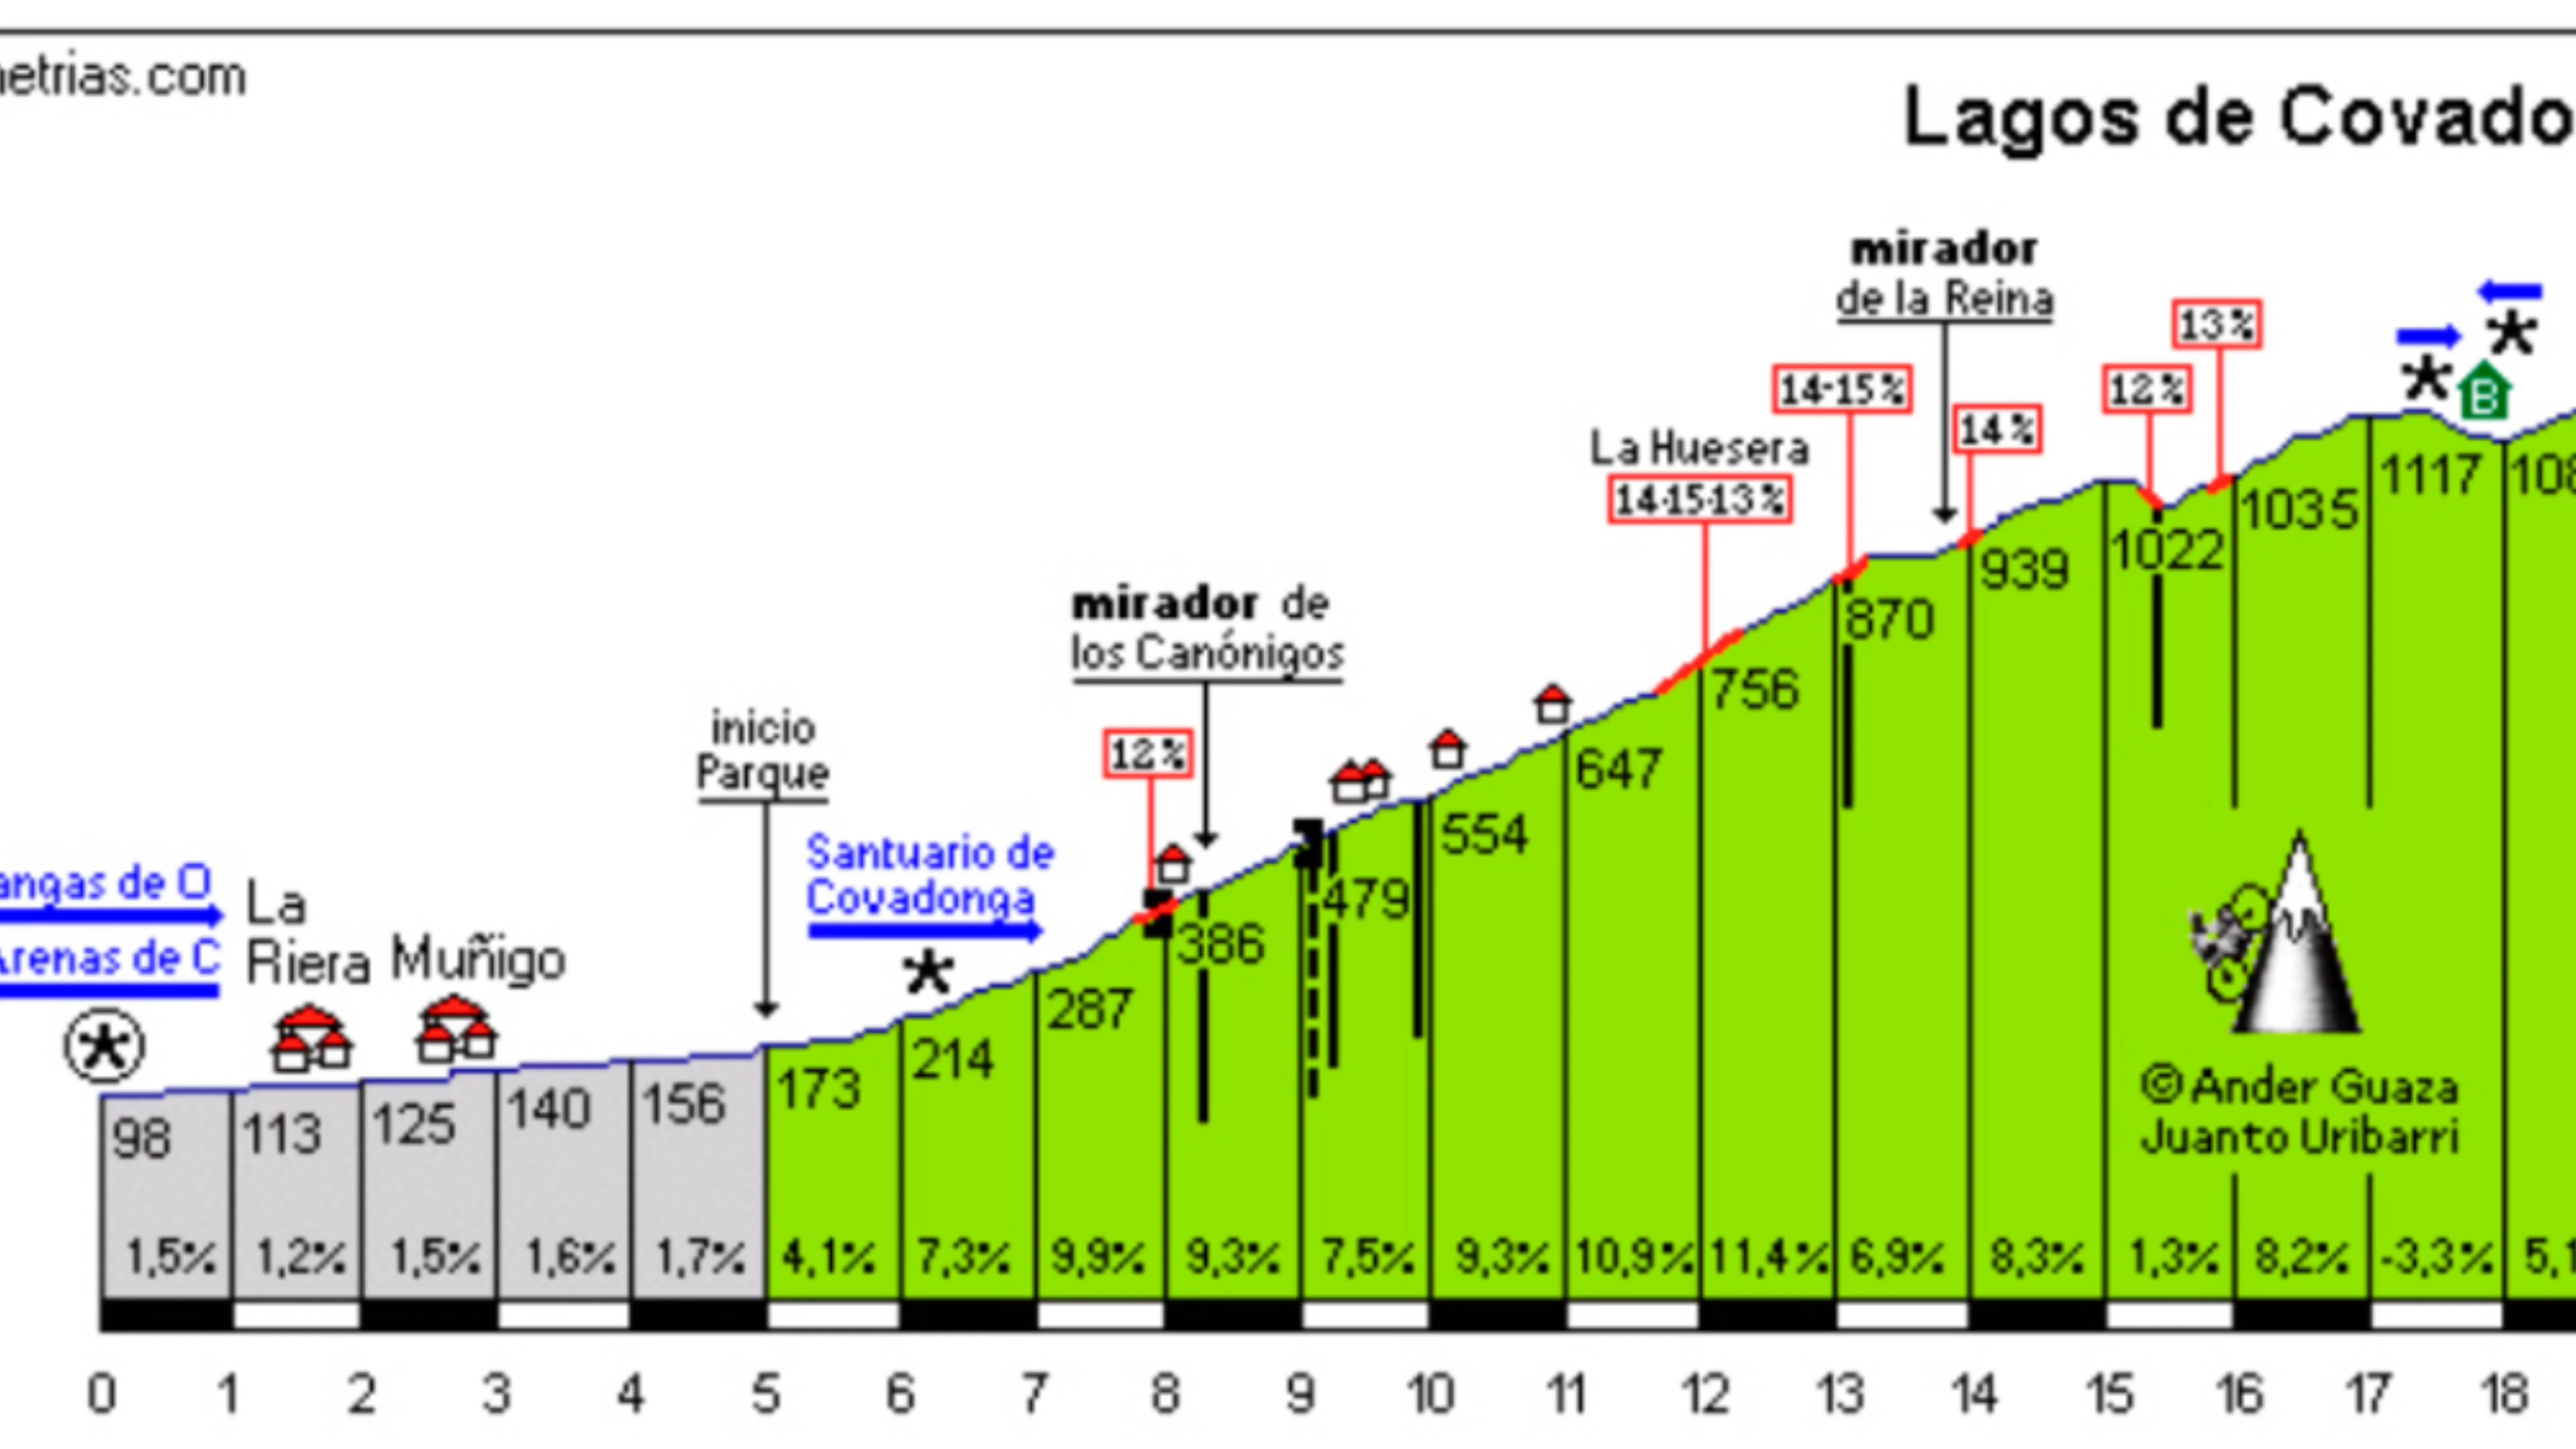 netrias.com
Lagos de Covado
mirador
de la Reina
13%
14-15%
12%
14%
B
La Huesera
14-15-13%
mirador de
los Canónigos
inicio
Parque
12%
Santuario de
Covadonga
angas de O
Arenas de C
La
Riera
Muñigo
98 113 125 140 156 173 214 287 386 479 554 647 756 870 939 1022 1035 1117 108
© Ander Guaza
Juanto Uribarri
1,5% 1,2% 1,5% 1,6% 1,7% 4,1% 7,3% 9,9% 9,3% 7,5% 9,3% 10,9% 11,4% 6,9% 8,3% 1,3% 8,2% -3,3% 5,1
0 1 2 3 4 5 6 7 8 9 10 11 12 13 14 15 16 17 18